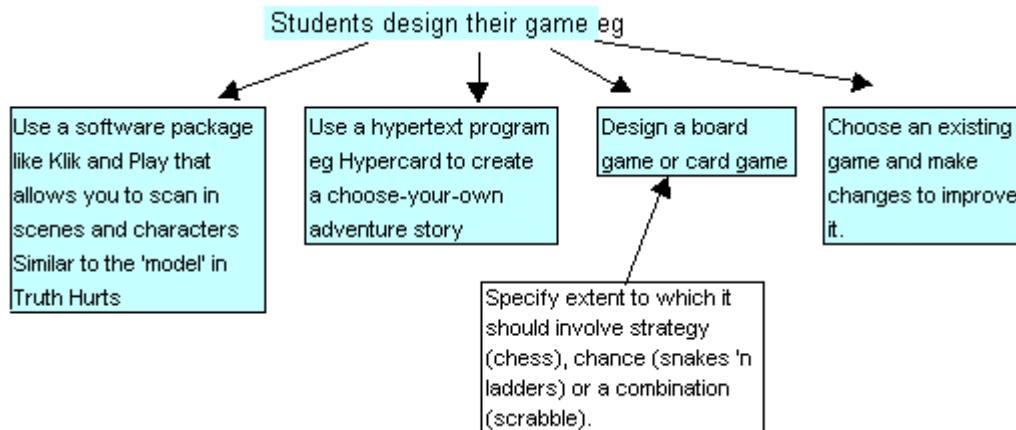 Students design their game eg
Use a software package
like Klik and Play that
allows you to scan in
scenes and characters
Similar to the 'model' in
Truth Hurts
Use a hypertext program
eg Hypercard to create
a choose-your-own
adventure story
Design a board
game or card game
Choose an existing
game and make
changes to improve
it.
Specify extent to which it
should involve strategy
(chess), chance (snakes 'n
ladders) or a combination
(scrabble).